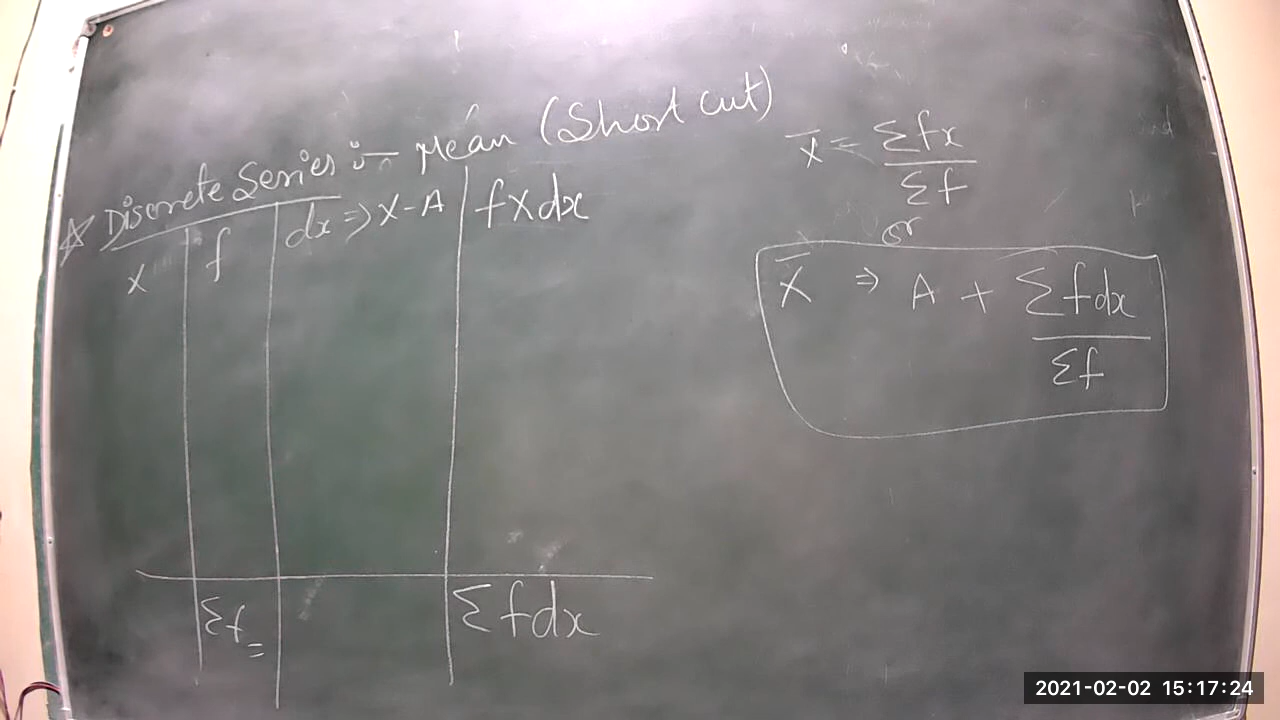 ☆ Discrete Series :- Mean (Short cut)
x | f | dx ⇒ X-A | f x dx
Σf = | Σfdx
X̄ = Σfx / Σf
or
X̄ ⇒ A + Σfdx / Σf
2021-02-02 15:17:24